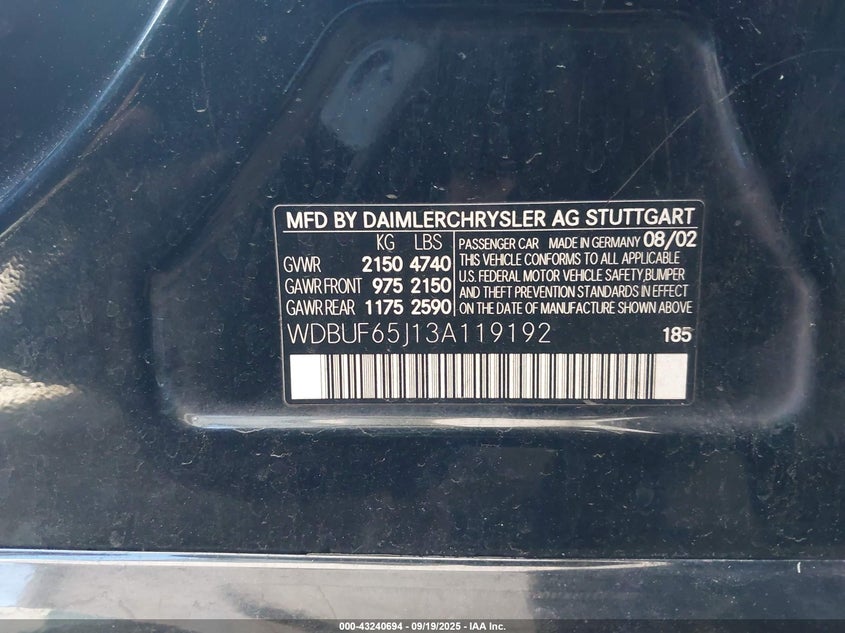 MFD BY DAIMLERCHRYSLER AG STUTTGART
KG LBS
GVWR 2150 4740
GAWR FRONT 975 2150
GAWR REAR 1175 2590
PASSENGER CAR MADE IN GERMANY 08/02
THIS VEHICLE CONFORMS TO ALL APPLICABLE
U.S. FEDERAL MOTOR VEHICLE SAFETY, BUMPER
AND THEFT PREVENTION STANDARDS IN EFFECT
ON THE DATE OF MANUFACTURE SHOWN ABOVE
WDBUF65J13A119192 185
000-43240694 - 09/19/2025 - IAA Inc.